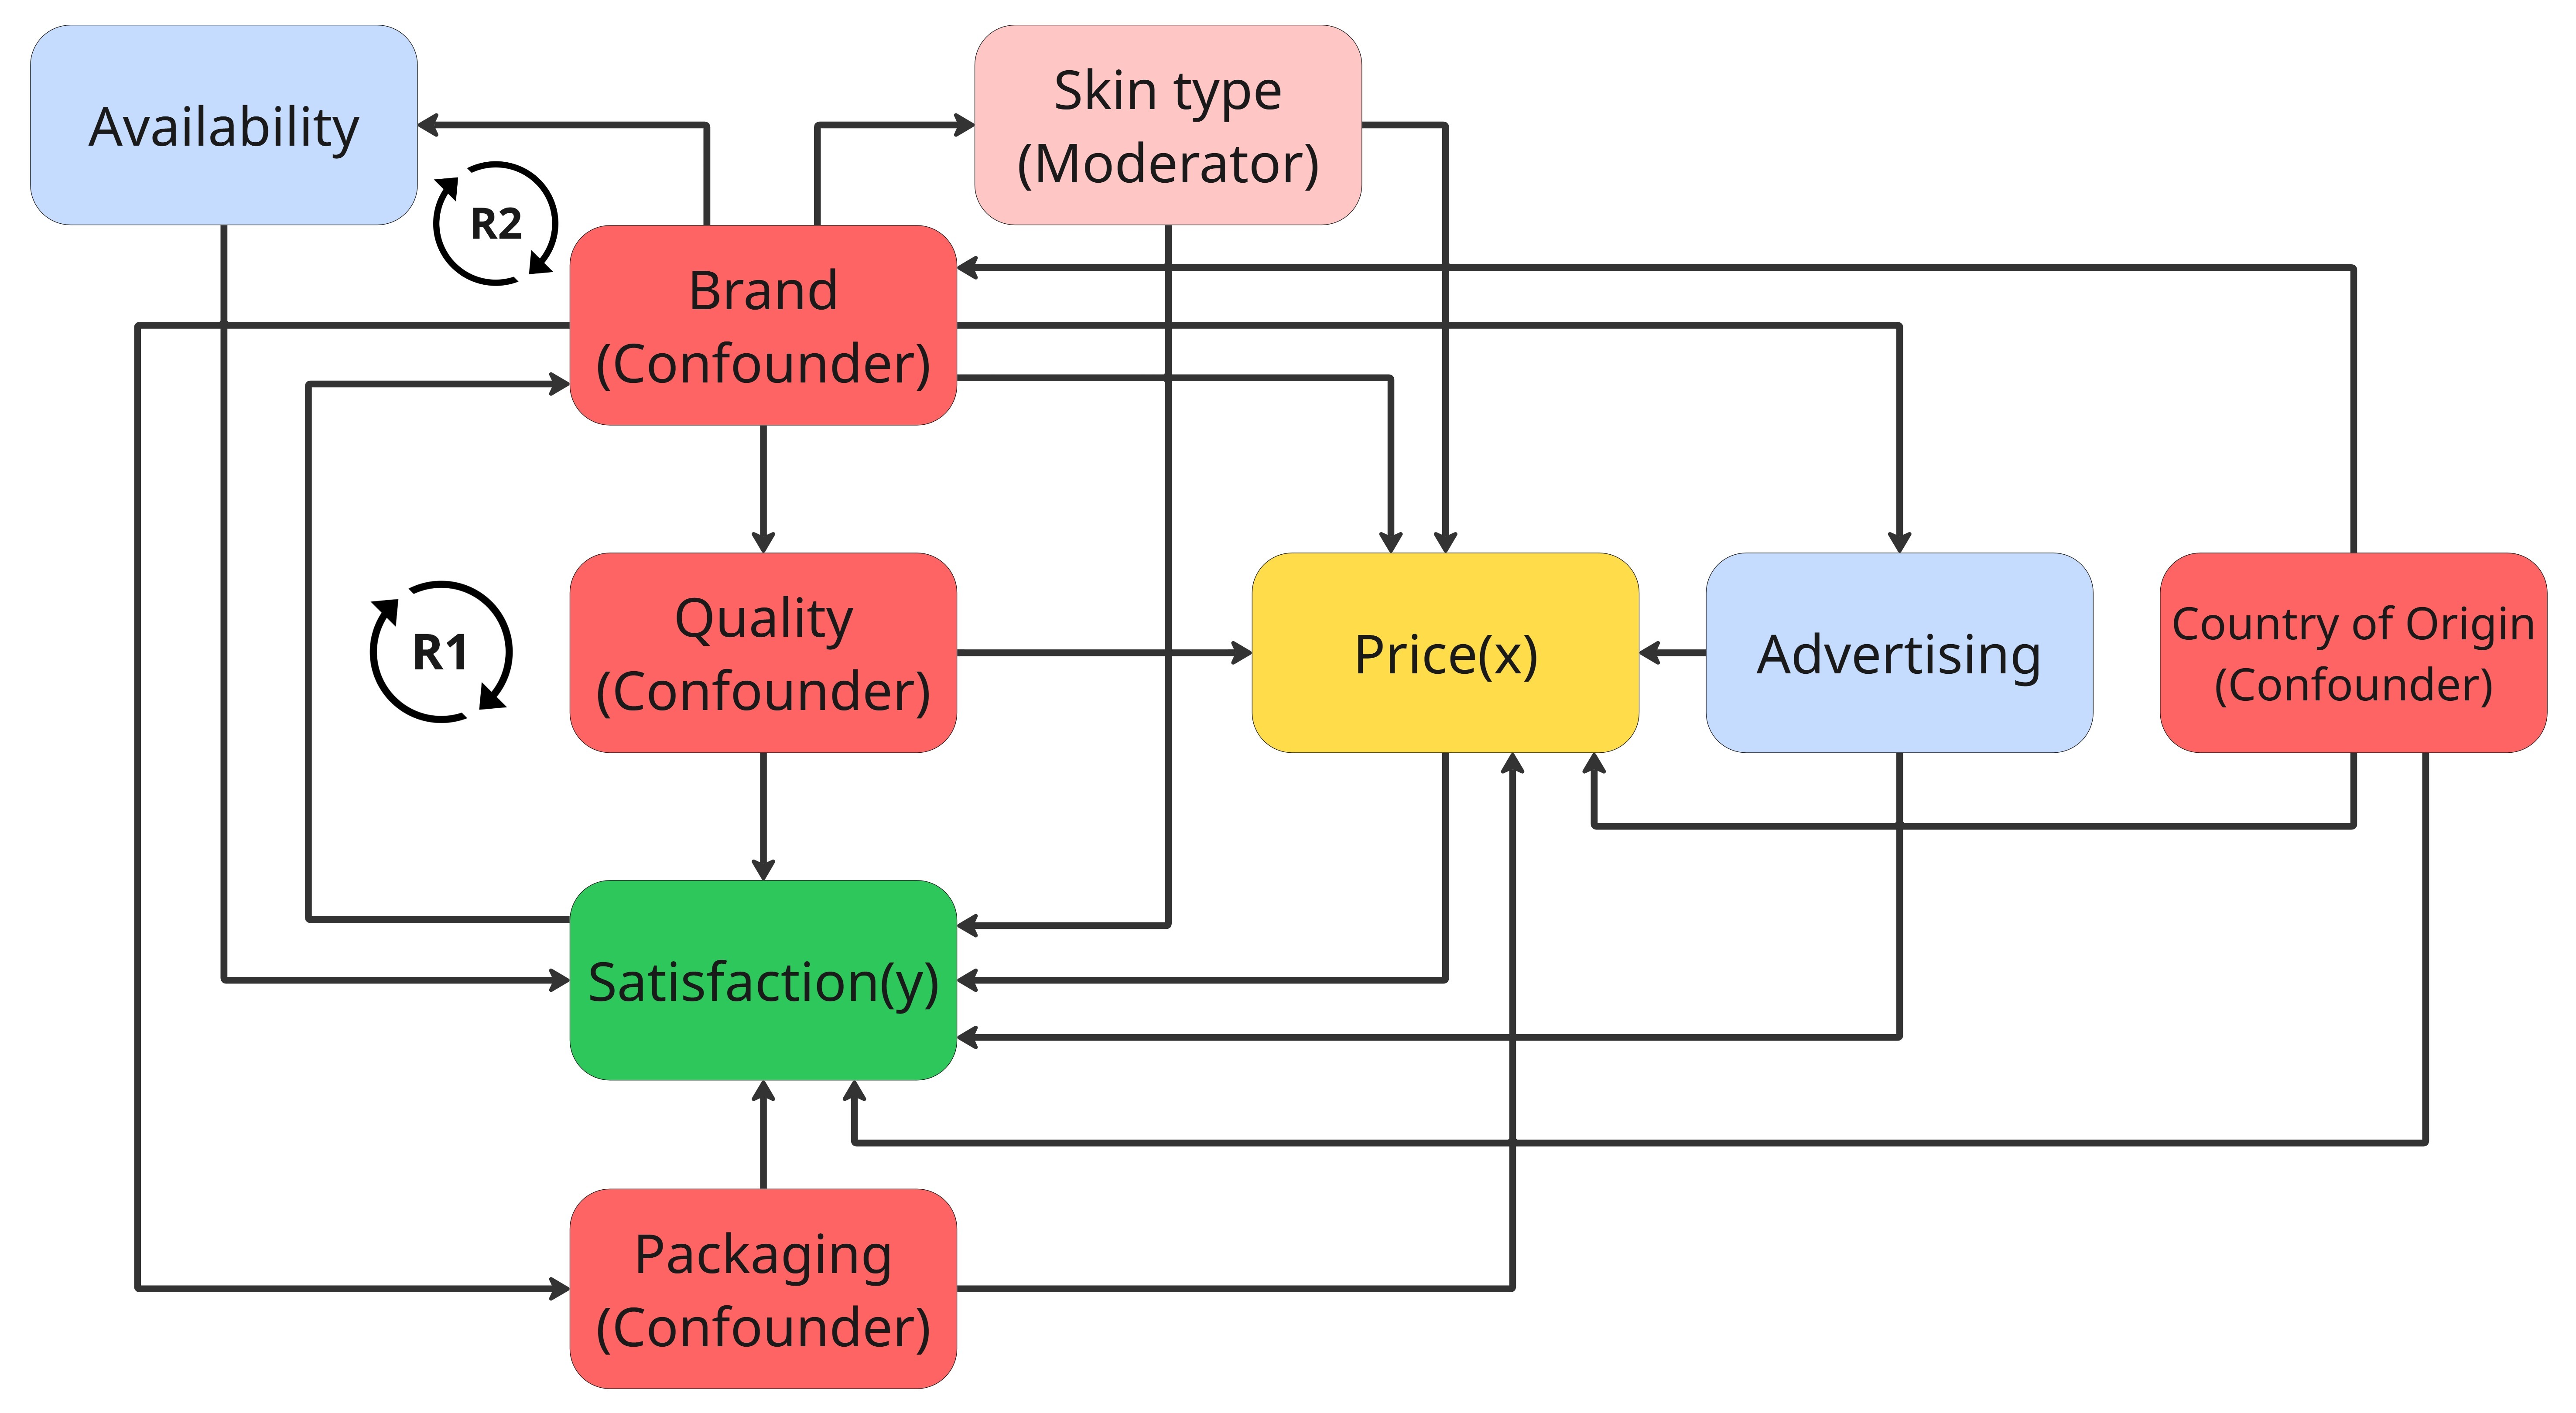 Availability
Skin type
(Moderator)
R2
Brand
(Confounder)
R1
Quality
(Confounder)
Price(x)
Advertising
Country of Origin
(Confounder)
Satisfaction(y)
Packaging
(Confounder)